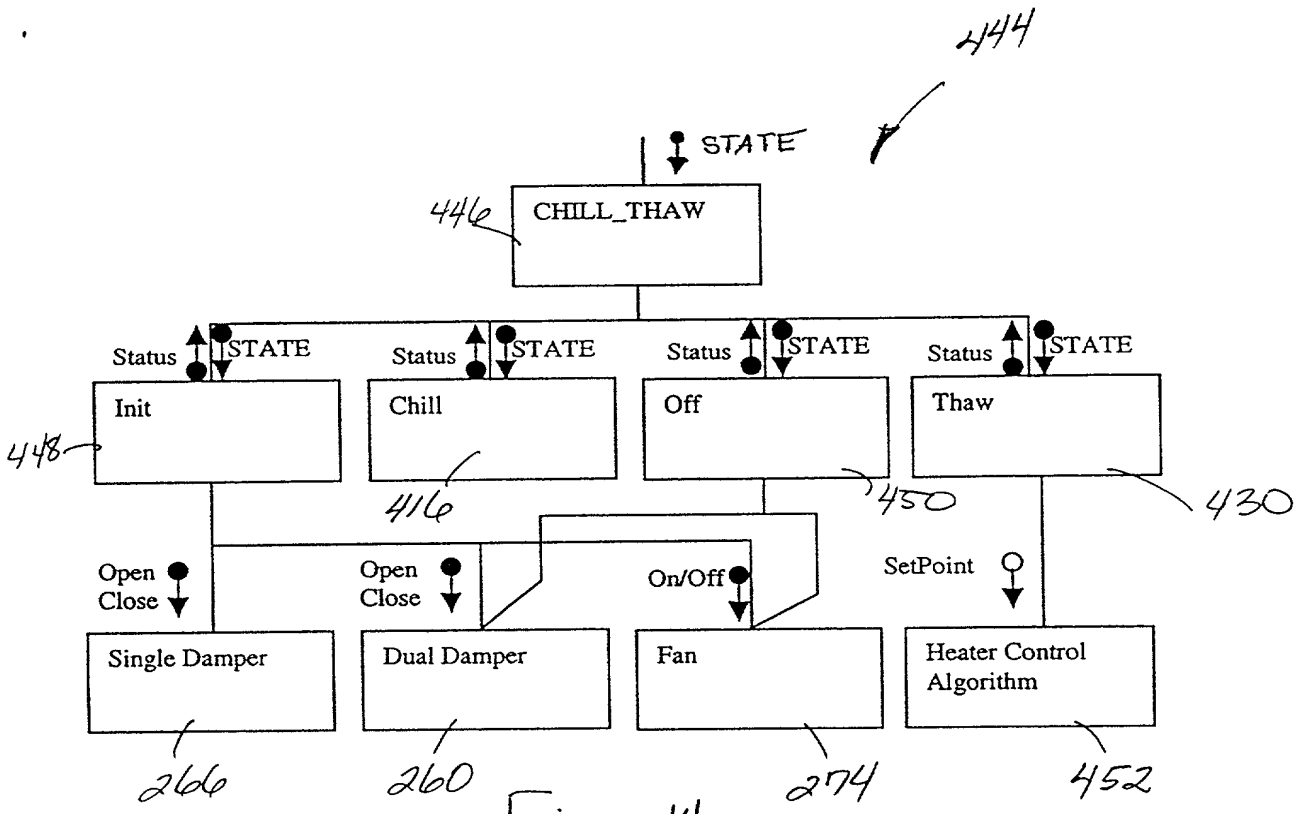 444
STATE
446
CHILL_THAW
Status STATE Status STATE Status STATE Status STATE
Init Chill Off Thaw
448
416 450 430
Open
Close
Open
Close
On/Off
SetPoint
Single Damper
Dual Damper
Fan
Heater Control
Algorithm
266 260 274 452